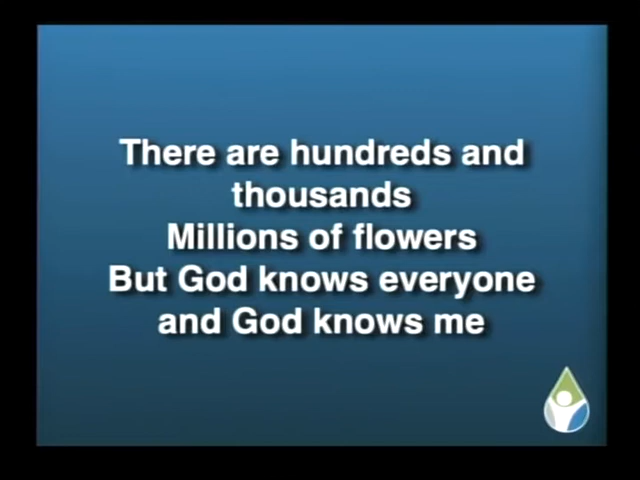 There are hundreds and
thousands
Millions of flowers
But God knows everyone
and God knows me